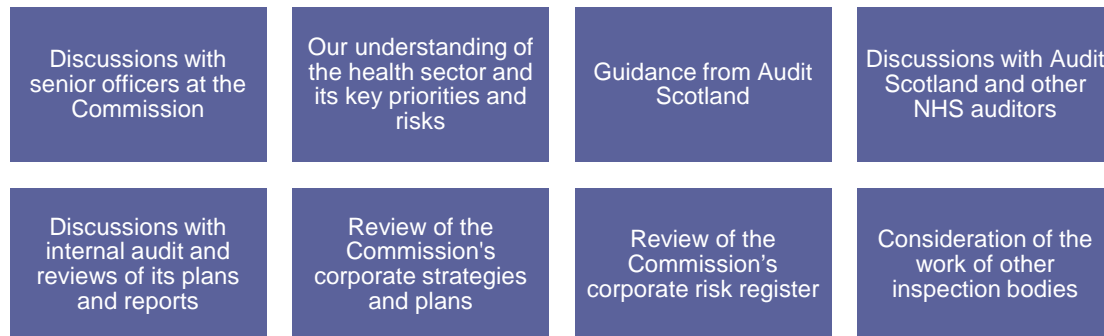 Discussions with
senior officers at the
Commission
Our understanding of
the health sector and
its key priorities and
risks
Guidance from Audit
Scotland
Discussions with Audit
Scotland and other
NHS auditors
Discussions with
internal audit and
reviews of its plans
and reports
Review of the
Commission's
corporate strategies
and plans
Review of the
Commission’s
corporate risk register
Consideration of the
work of other
inspection bodies